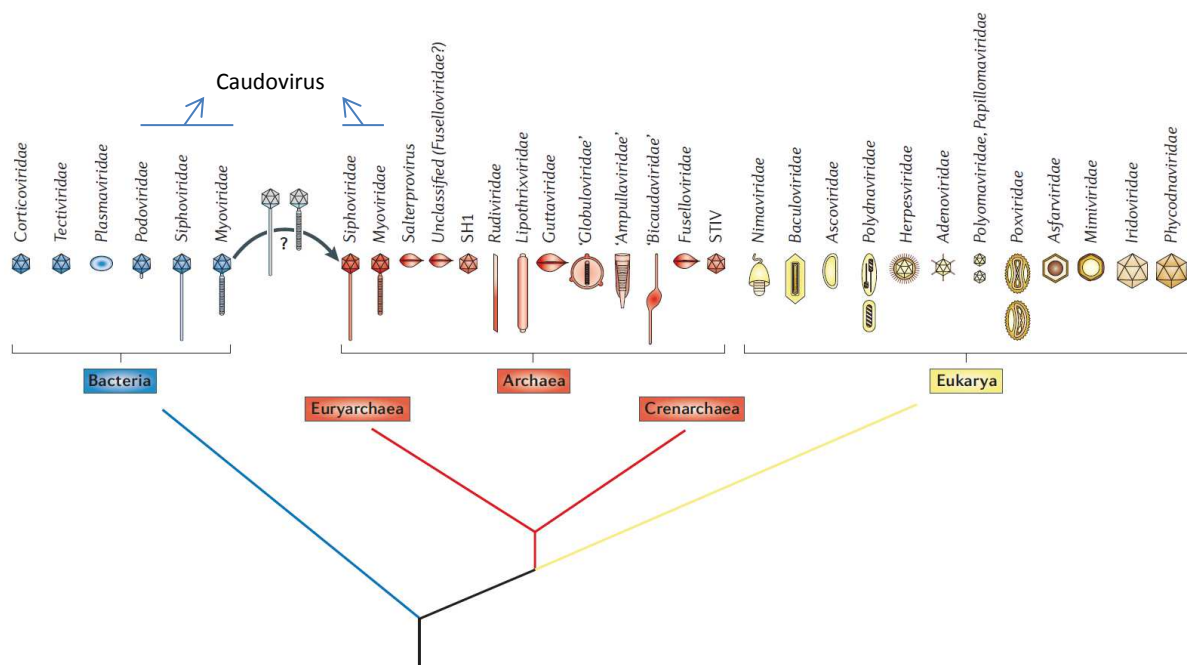 Caudovirus
Corticoviridae
Tectiviridae
Plasmaviridae
Podoviridae
Siphoviridae
Myoviridae
?
Siphoviridae
Myoviridae
Salterprovirus
Unclassified (Fuselloviridae?)
SH1
Rudiviridae
Lipothrixviridae
Guttaviridae
'Globuloviridae'
'Ampullaviridae'
'Bicaudaviridae'
Fuselloviridae
STIV
Nimaviridae
Baculoviridae
Ascoviridae
Polydnaviridae
Herpesviridae
Adenoviridae
Polyomaviridae, Papillomaviridae
Poxviridae
Asfarviridae
Mimiviridae
Iridoviridae
Phycodnaviridae
Bacteria
Archaea
Eukarya
Euryarchaea
Crenarchaea